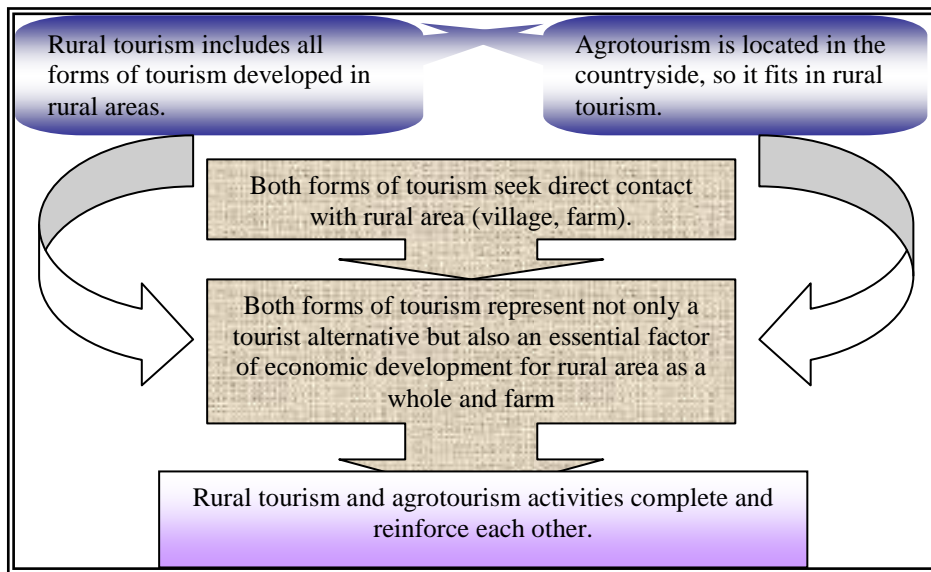 Rural tourism includes all
forms of tourism developed in
rural areas.
Agrotourism is located in the
countryside, so it fits in rural
tourism.
Both forms of tourism seek direct contact
with rural area (village, farm).
Both forms of tourism represent not only a
tourist alternative but also an essential factor
of economic development for rural area as a
whole and farm
Rural tourism and agrotourism activities complete and
reinforce each other.